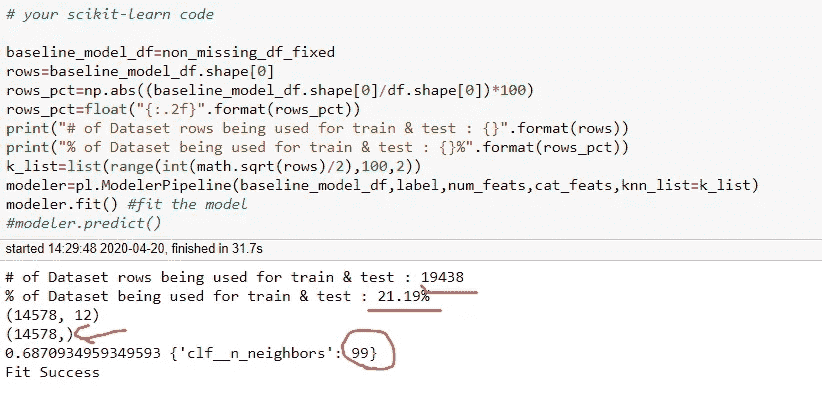 # your scikit-learn code
baseline_model_df=non_missing_df_fixed
rows=baseline_model_df.shape[0]
rows_pct=np.abs((baseline_model_df.shape[0]/df.shape[0])*100)
rows_pct=float("{:.2f}".format(rows_pct))
print("# of Dataset rows being used for train & test : {}".format(rows))
print("% of Dataset being used for train & test : {}%".format(rows_pct))
k_list=list(range(int(math.sqrt(rows)/2),100,2))
modeler=pl.ModelerPipeline(baseline_model_df,label,num_feats,cat_feats,knn_list=k_list)
modeler.fit() #fit the model
#modeler.predict()
started 14:29:48 2020-04-20, finished in 31.7s
# of Dataset rows being used for train & test : 19438
% of Dataset being used for train & test : 21.19%
(14578, 12)
(14578,)
0.6870934959349593 {'clf__n_neighbors': 99}
Fit Success